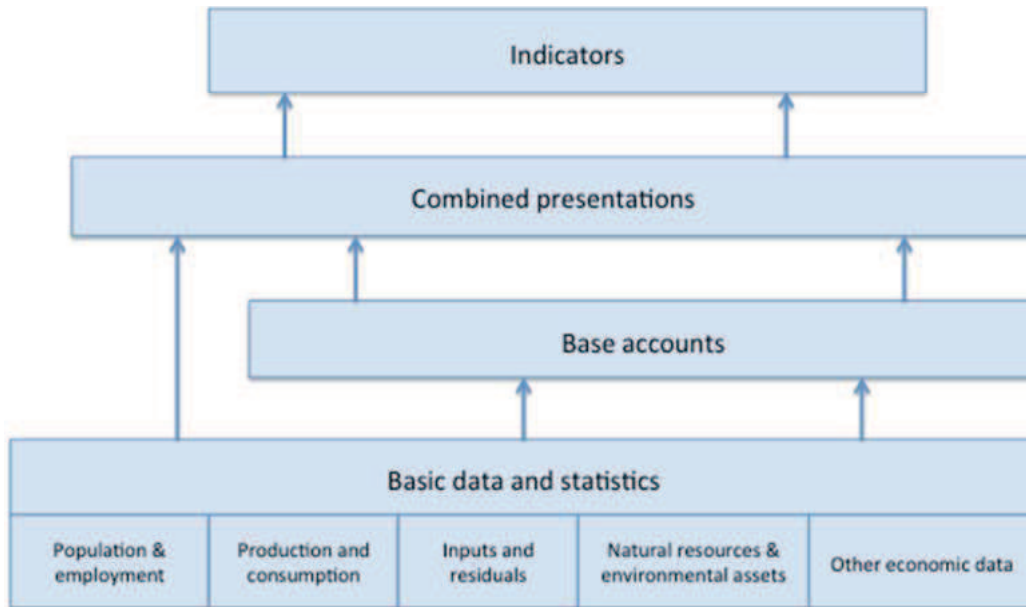 Indicators
Combined presentations
Base accounts
Basic data and statistics
Population &
employment
Production and
consumption
Inputs and
residuals
Natural resources &
environmental assets
Other economic data